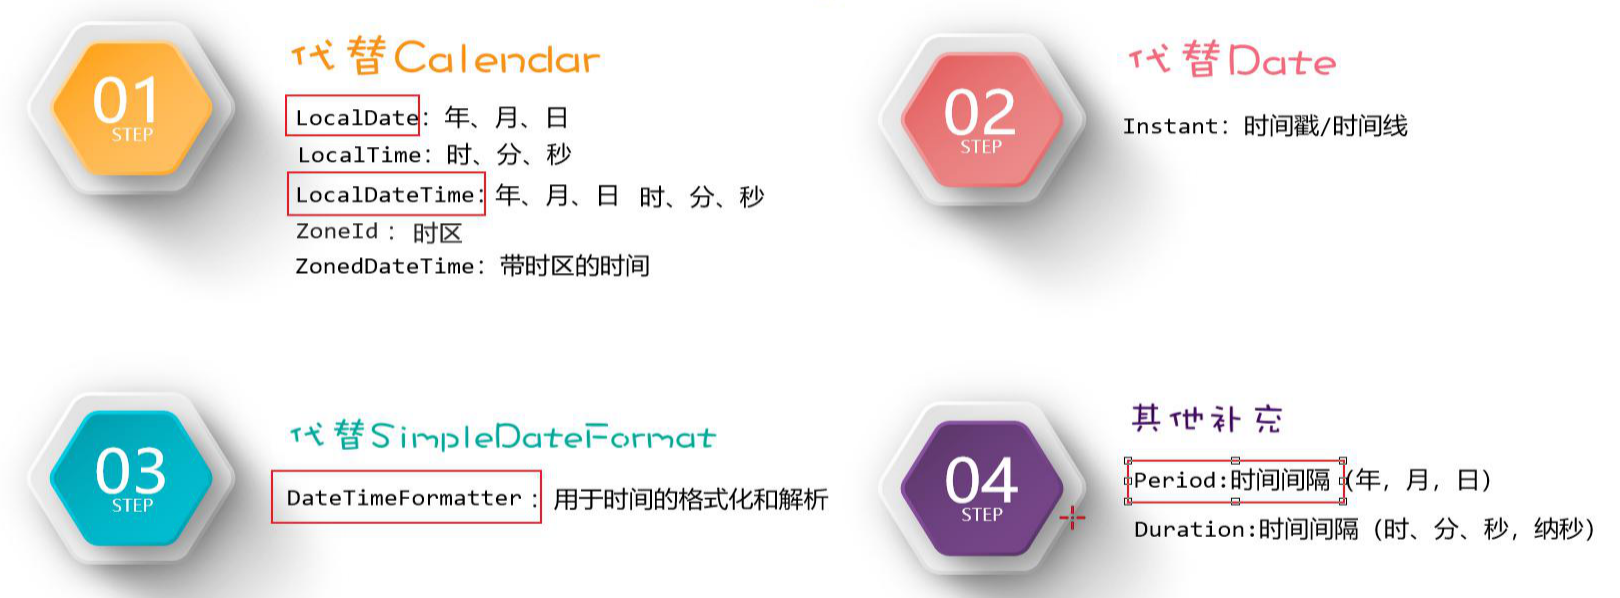 01
STEP
代替Calendar
LocalDate：年、月、日
LocalTime：时、分、秒
LocalDateTime：年、月、日 时、分、秒
ZoneId：时区
ZonedDateTime：带时区的时间
02
STEP
代替Date
Instant：时间戳/时间线
03
STEP
代替SimpleDateFormat
DateTimeFormatter：用于时间的格式化和解析
04
STEP
其他补充
Period:时间间隔（年，月，日）
Duration:时间间隔（时、分、秒，纳秒）